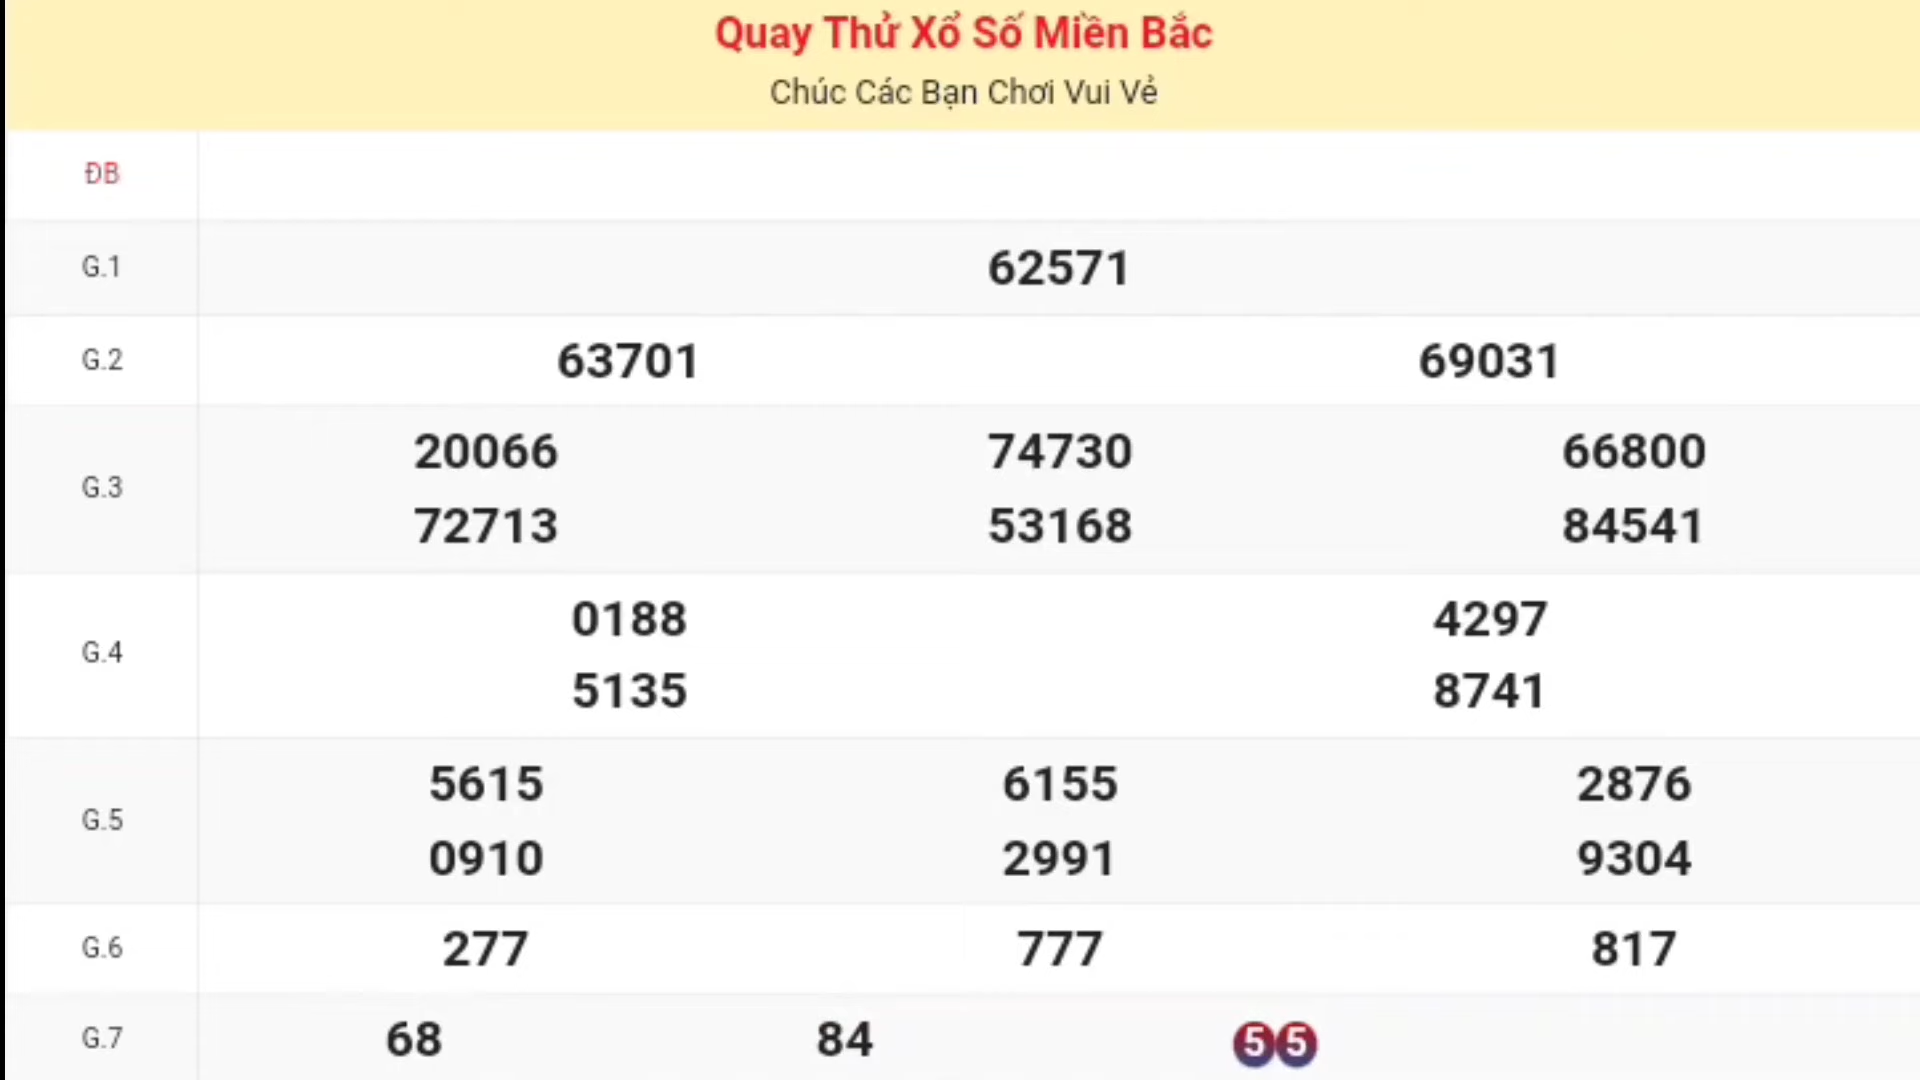 Quay Thử Xổ Số Miền Bắc
Chúc Các Bạn Chơi Vui Vẻ
ĐB
G.1 62571
G.2 63701 69031
G.3
20066 74730 66800
72713 53168 84541
G.4
0188 4297
5135 8741
G.5
5615 6155 2876
0910 2991 9304
G.6 277 777 817
G.7 68 84 55